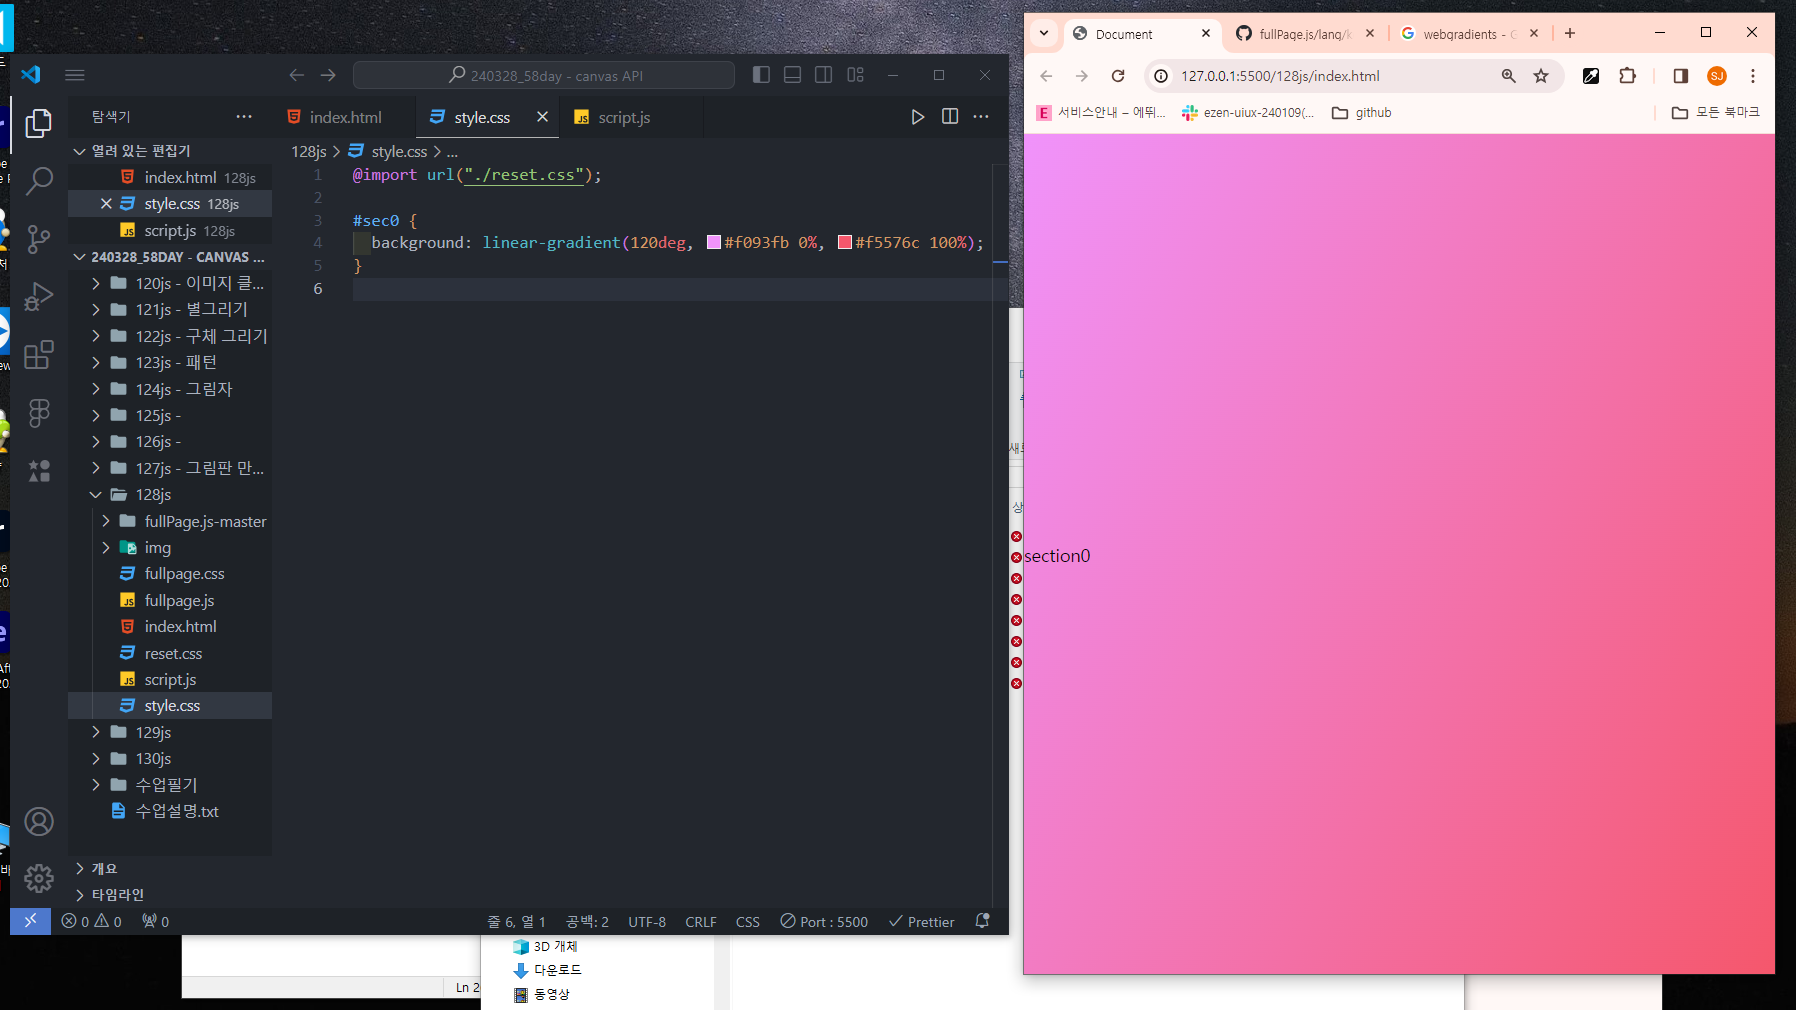 240328_58day - canvas API
탐색기
index.html
style.css
script.js
열려 있는 편집기
index.html 128js
style.css 128js
script.js 128js
240328_58DAY - CANVAS ...
120js - 이미지 클...
121js - 별그리기
122js - 구체 그리기
123js - 패턴
124js - 그림자
125js -
126js -
127js - 그림판 만...
128js
fullPage.js-master
img
fullpage.css
fullpage.js
index.html
reset.css
script.js
style.css
129js
130js
수업필기
수업설명.txt
개요
타임라인
128js > style.css > ...
1 @import url("./reset.css");
2
3 #sec0 {
4 background: linear-gradient(120deg, #f093fb 0%, #f5576c 100%);
5 }
6
0 0 0
줄 6, 열 1 공백: 2 UTF-8 CRLF CSS Port : 5500 Prettier
Ln 2
3D 개체
다운로드
동영상
Document
fullPage.js/lang/k
webgradients - G
127.0.0.1:5500/128js/index.html
SJ
서비스안내 – 에뛰...
ezen-uiux-240109(...
github
모든 북마크
section0